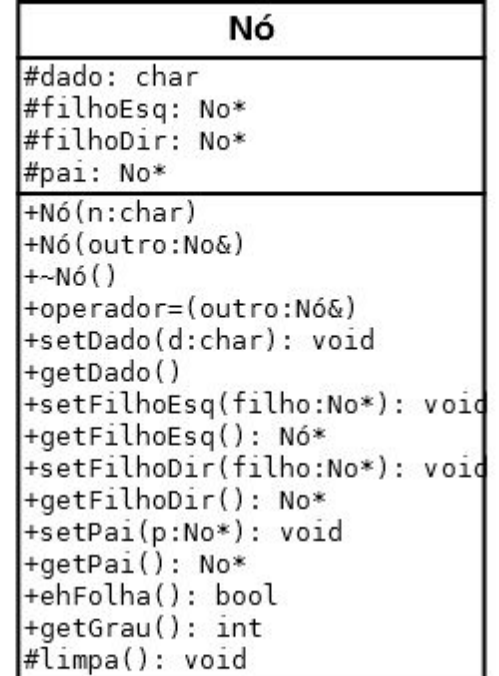 Nó
#dado: char
#filhoEsq: No*
#filhoDir: No*
#pai: No*
+Nó(n:char)
+Nó(outro:No&)
+~Nó()
+operador=(outro:Nó&)
+setDado(d:char): void
+getDado()
+setFilhoEsq(filho:No*): void
+getFilhoEsq(): Nó*
+setFilhoDir(filho:No*): void
+getFilhoDir(): No*
+setPai(p:No*): void
+getPai(): No*
+ehFolha(): bool
+getGrau(): int
#limpa(): void